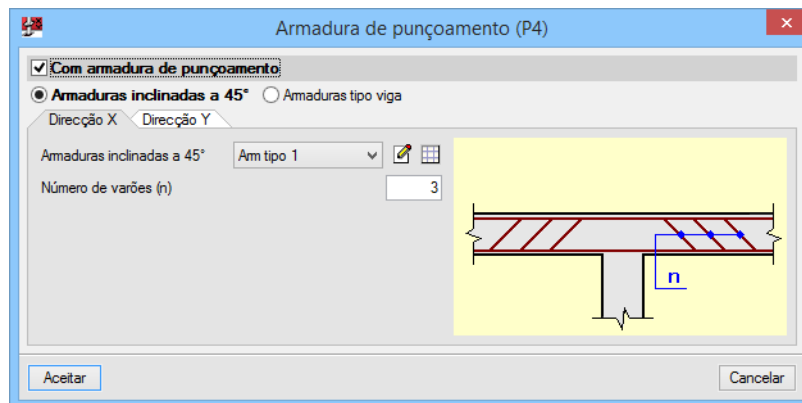 Armadura de punçoamento (P4)
Com armadura de punçoamento
Armaduras inclinadas a 45° Armaduras tipo viga
Direcção X Direcção Y
Armaduras inclinadas a 45° Arm tipo 1
Número de varões (n) 3
n
Aceitar Cancelar